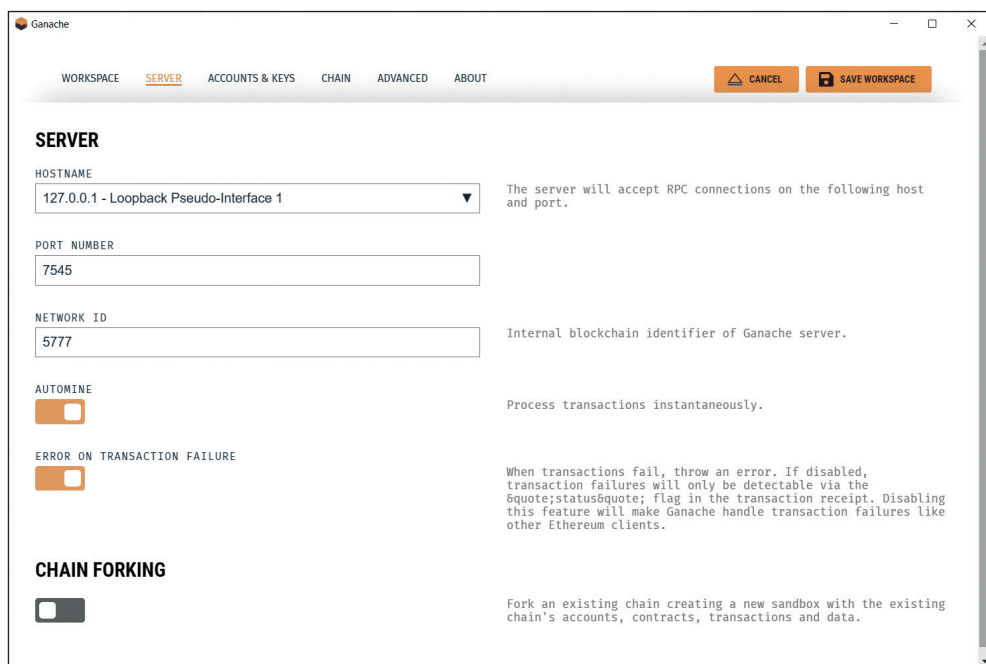 Ganache
WORKSPACE SERVER ACCOUNTS & KEYS CHAIN ADVANCED ABOUT CANCEL SAVE WORKSPACE
SERVER
HOSTNAME
127.0.0.1 - Loopback Pseudo-Interface 1
The server will accept RPC connections on the following host
and port.
PORT NUMBER
7545
NETWORK ID
5777
Internal blockchain identifier of Ganache server.
AUTOMINE
Process transactions instantaneously.
ERROR ON TRANSACTION FAILURE
When transactions fail, throw an error. If disabled,
transaction failures will only be detectable via the
&quote;status&quote; flag in the transaction receipt. Disabling
this feature will make Ganache handle transaction failures like
other Ethereum clients.
CHAIN FORKING
Fork an existing chain creating a new sandbox with the existing
chain's accounts, contracts, transactions and data.